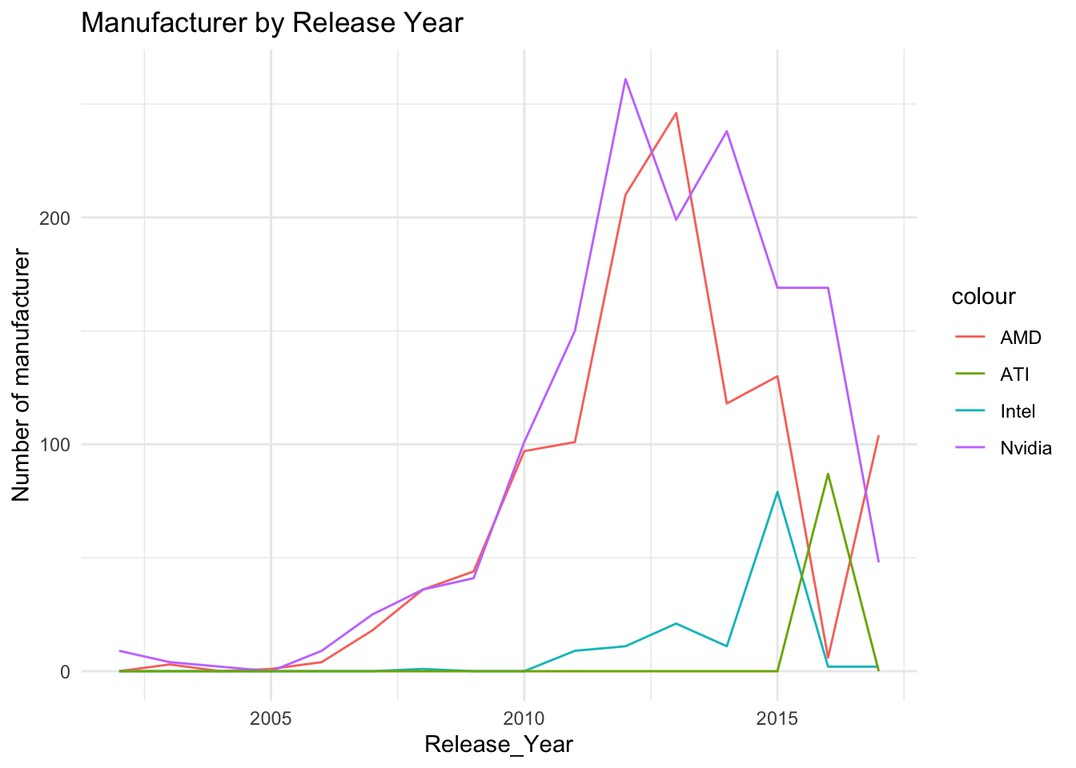 Manufacturer by Release Year
Number of manufacturer
200
100
0
2005
2010
2015
Release_Year
colour
AMD
ATI
Intel
Nvidia